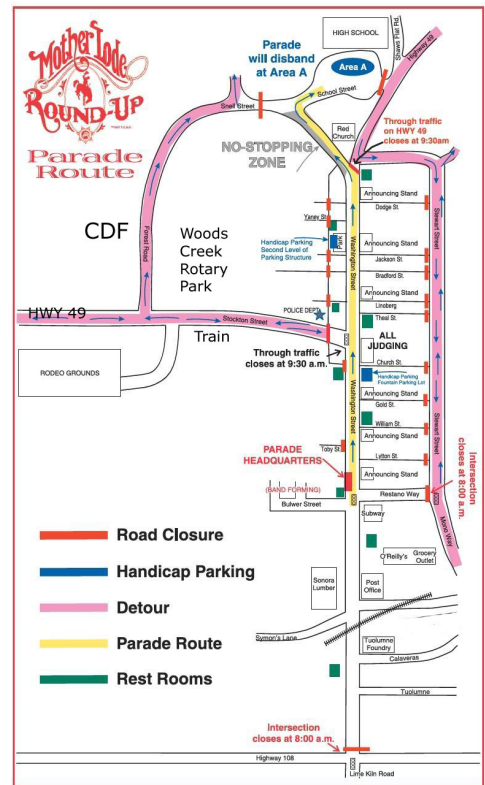 Mother Lode
ROUND-UP
Parade
Route
HIGH SCHOOL
Shaws Flat Rd.
Highway 49
Parade
will disband
at Area A
Area A
School Street
Snell Street
Red
Church
Through traffic
on HWY 49
closes at 9:30am
NO-STOPPING
ZONE
CDF
Woods
Creek
Rotary
Park
Forest Road
Announcing Stand
Dodge St.
Yaney St.
Park
Handicap Parking
Second Level of
Parking Structure
Washington Street
Announcing Stand
Jackson St.
Bradford St.
Stewart Street
Announcing Stand
Linoberg
Theal St.
HWY 49
Stockton Street
POLICE DEPT.
Train
ALL
JUDGING
Through traffic
closes at 9:30 a.m.
Church St.
Handicap Parking
Fountain Parking Lot
RODEO GROUNDS
Announcing Stand
Gold St.
Washington Street
William St.
Announcing Stand
Stewart Street
Toby St.
Lytton St.
PARADE
HEADQUARTERS
(BAND FORMING)
Announcing Stand
Restano Way
Intersection
closes at 8:00 a.m.
Bulwer Street
Mono Way
Subway
Road Closure
Handicap Parking
Detour
Parade Route
Rest Rooms
O'Reilly's
Grocery
Outlet
Sonora
Lumber
Post
Office
Symon's Lane
Tuolumne
Foundry
Calaveras
Tuolumne
Intersection
closes at 8:00 a.m.
Highway 108
Lime Kiln Road